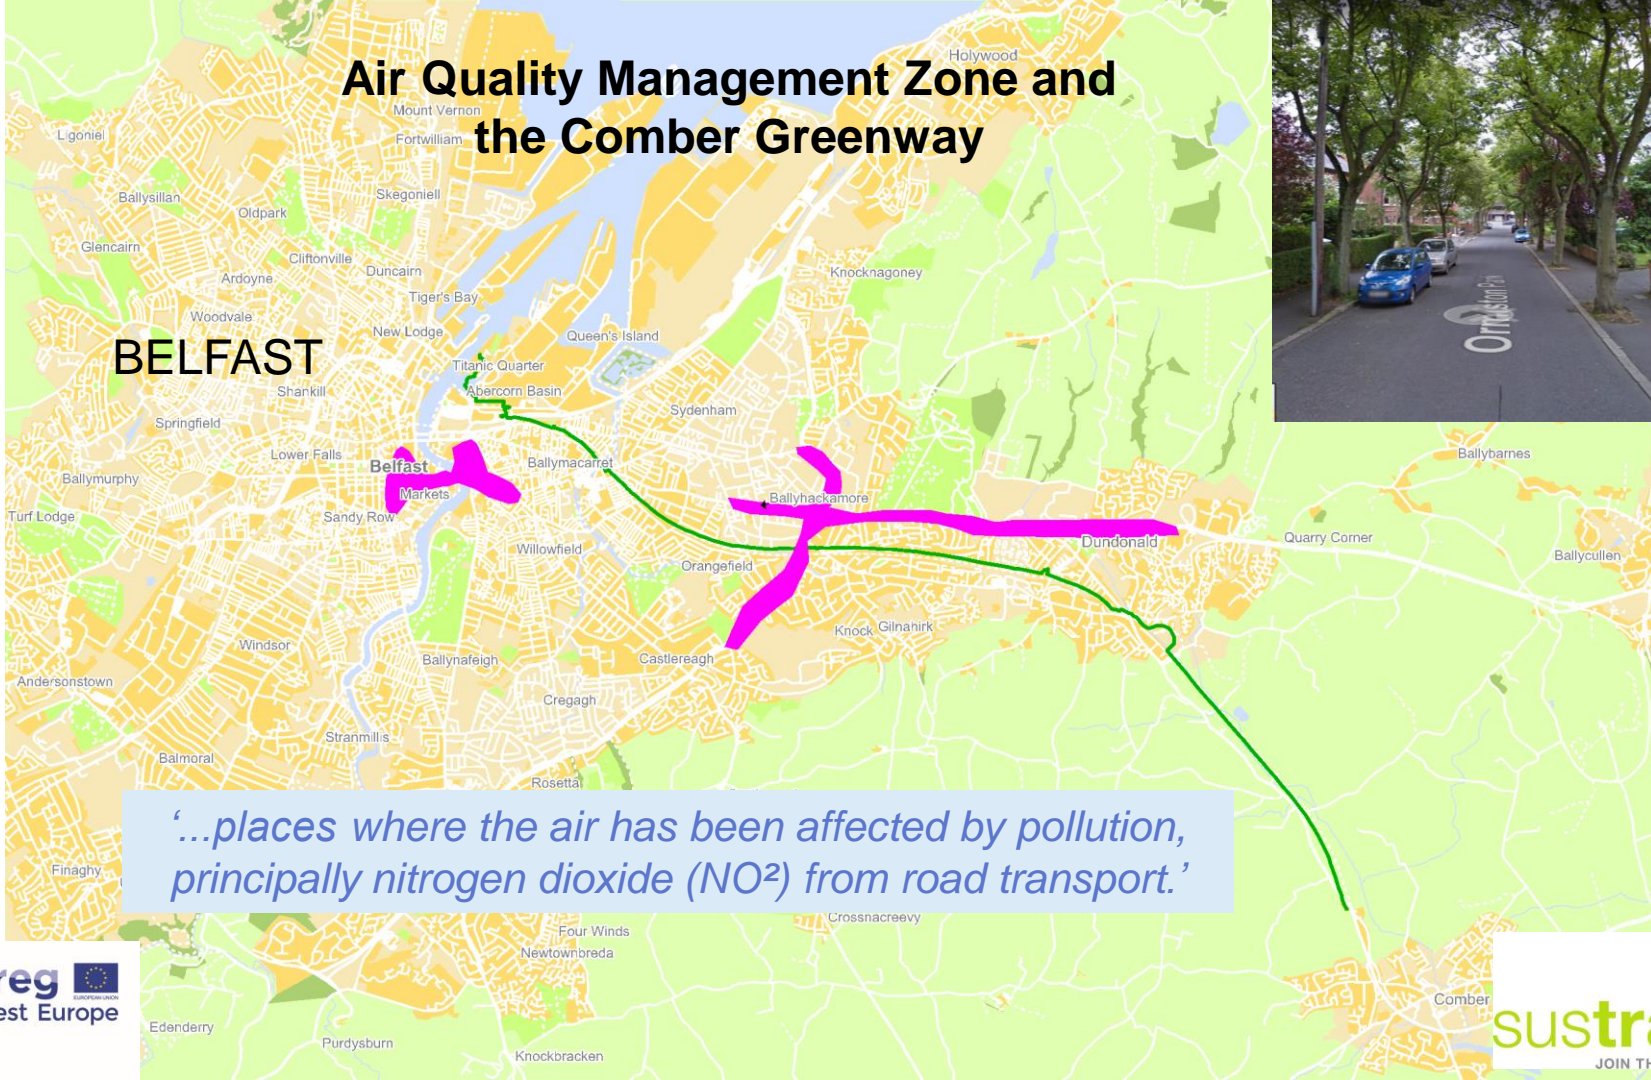 Air Quality Management Zone and
the Comber Greenway
Holywood
Mount Vernon
Fortwilliam
Ligoniel
Ballysillan
Skegoniell
Oldpark
Glencairn
Cliftonville
Duncairn
Ardoyne
Knocknagoney
Tiger's Bay
Woodvale
New Lodge
Queen's Island
BELFAST
Titanic Quarter
Shankill
Abercorn Basin
Springfield
Sydenham
Lower Falls
Belfast
Ballymacarret
Ballybarnes
Ballymurphy
Markets
Ballyhackamore
Turf Lodge
Sandy Row
Willowfield
Dundonald
Quarry Corner
Ballycullen
Orangefield
Knock
Gilnahirk
Windsor
Ballynafeigh
Castlereagh
Andersonstown
Cregagh
Stranmillis
Balmoral
Rosetta
‘...places where the air has been affected by pollution,
principally nitrogen dioxide (NO²) from road transport.’
Finaghy
Crossnacreevy
Four Winds
Newtownbreda
reg
EUROPEAN UNION
est Europe
Edenderry
Purdysburn
Knockbracken
Comber
sustra
JOIN TH